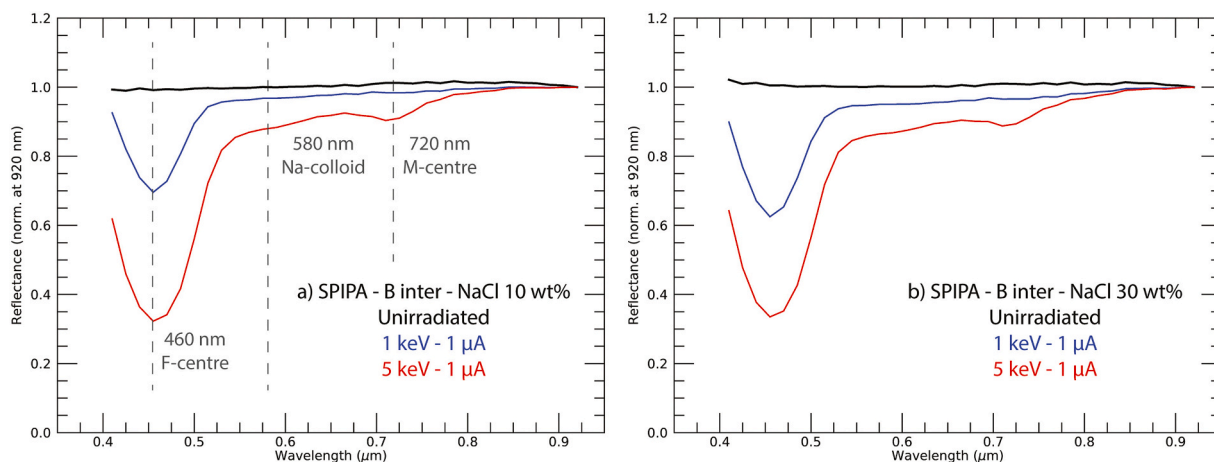 1.2
1.0
0.8
0.6
0.4
0.2
0.0
Reflectance (norm. at 920 nm)
580 nm
Na-colloid
720 nm
M-centre
460 nm
F-centre
a) SPIPA - B inter - NaCl 10 wt%
Unirradiated
1 keV - 1 µA
5 keV - 1 µA
0.4 0.5 0.6 0.7 0.8 0.9
Wavelength (µm)
1.2
1.0
0.8
0.6
0.4
0.2
0.0
Reflectance (norm. at 920 nm)
b) SPIPA - B inter - NaCl 30 wt%
Unirradiated
1 keV - 1 µA
5 keV - 1 µA
0.4 0.5 0.6 0.7 0.8 0.9
Wavelength (µm)